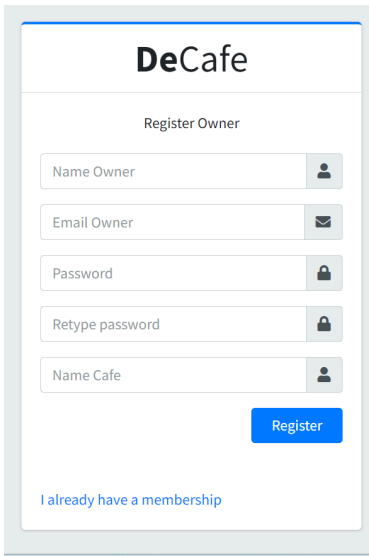 DeCafe
Register Owner
Name Owner
Email Owner
Password
Retype password
Name Cafe
Register
I already have a membership